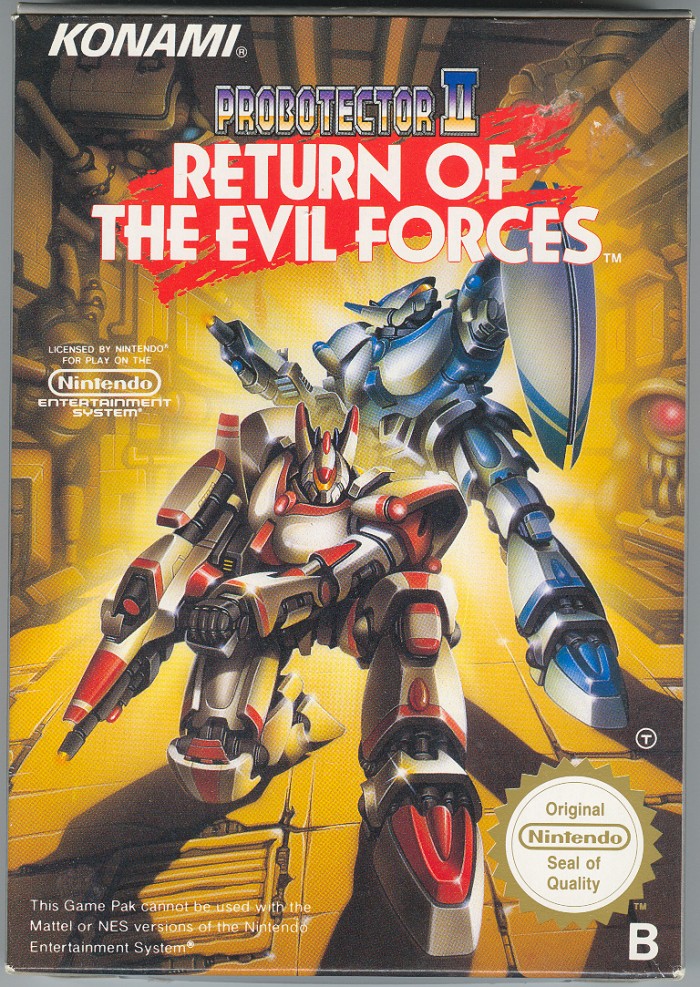 KONAMI®
PROBOTECTOR II
RETURN OF
THE EVIL FORCES™
LICENSED BY NINTENDO®
FOR PLAY ON THE
Nintendo
ENTERTAINMENT
SYSTEM®
T
Original
Nintendo
Seal of
Quality
TM
This Game Pak cannot be used with the
Mattel or NES versions of the Nintendo
Entertainment System®
B